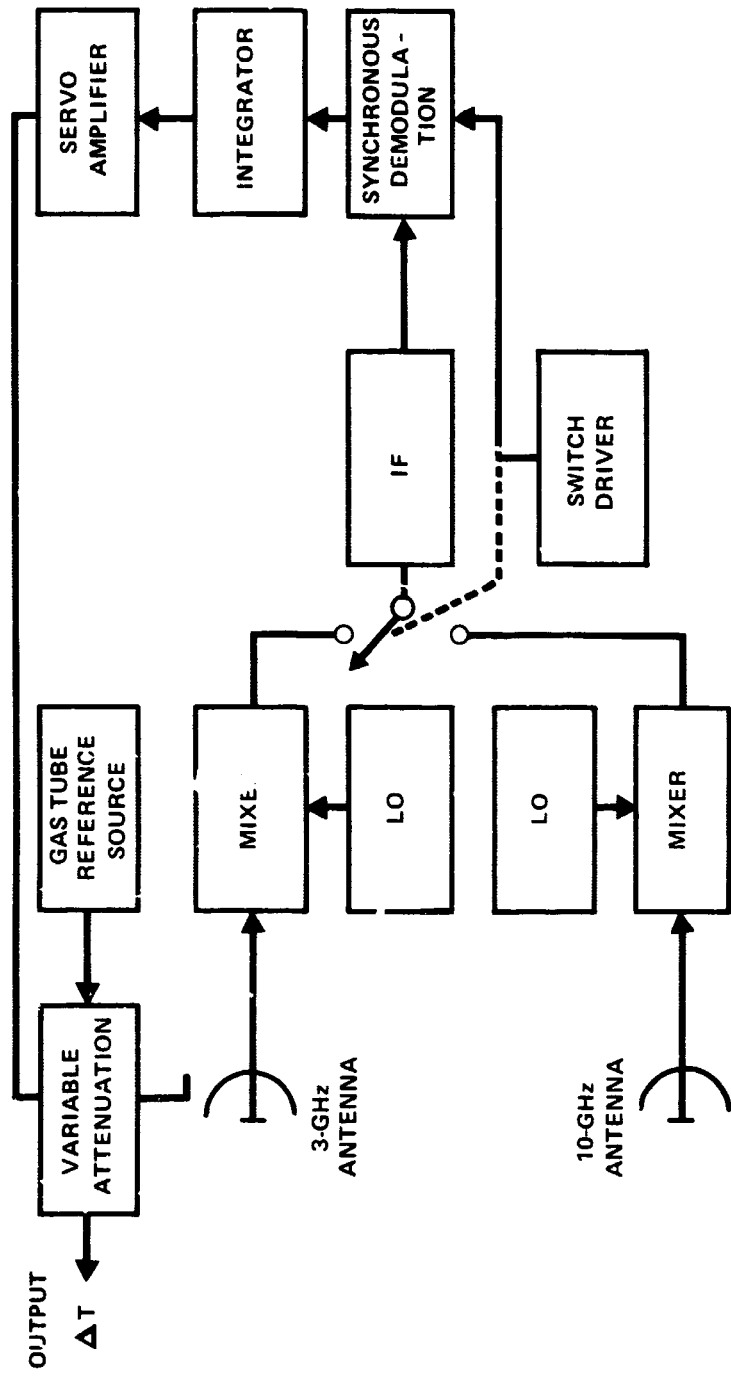 OUTPUT
ΔT
VARIABLE
ATTENUATION
GAS TUBE
REFERENCE
SOURCE
SERVO
AMPLIFIER
INTEGRATOR
SYNCHRONOUS
DEMODULA-
TION
3-GHz
ANTENNA
MIXE
LO
IF
SWITCH
DRIVER
LO
10-GHz
ANTENNA
MIXER